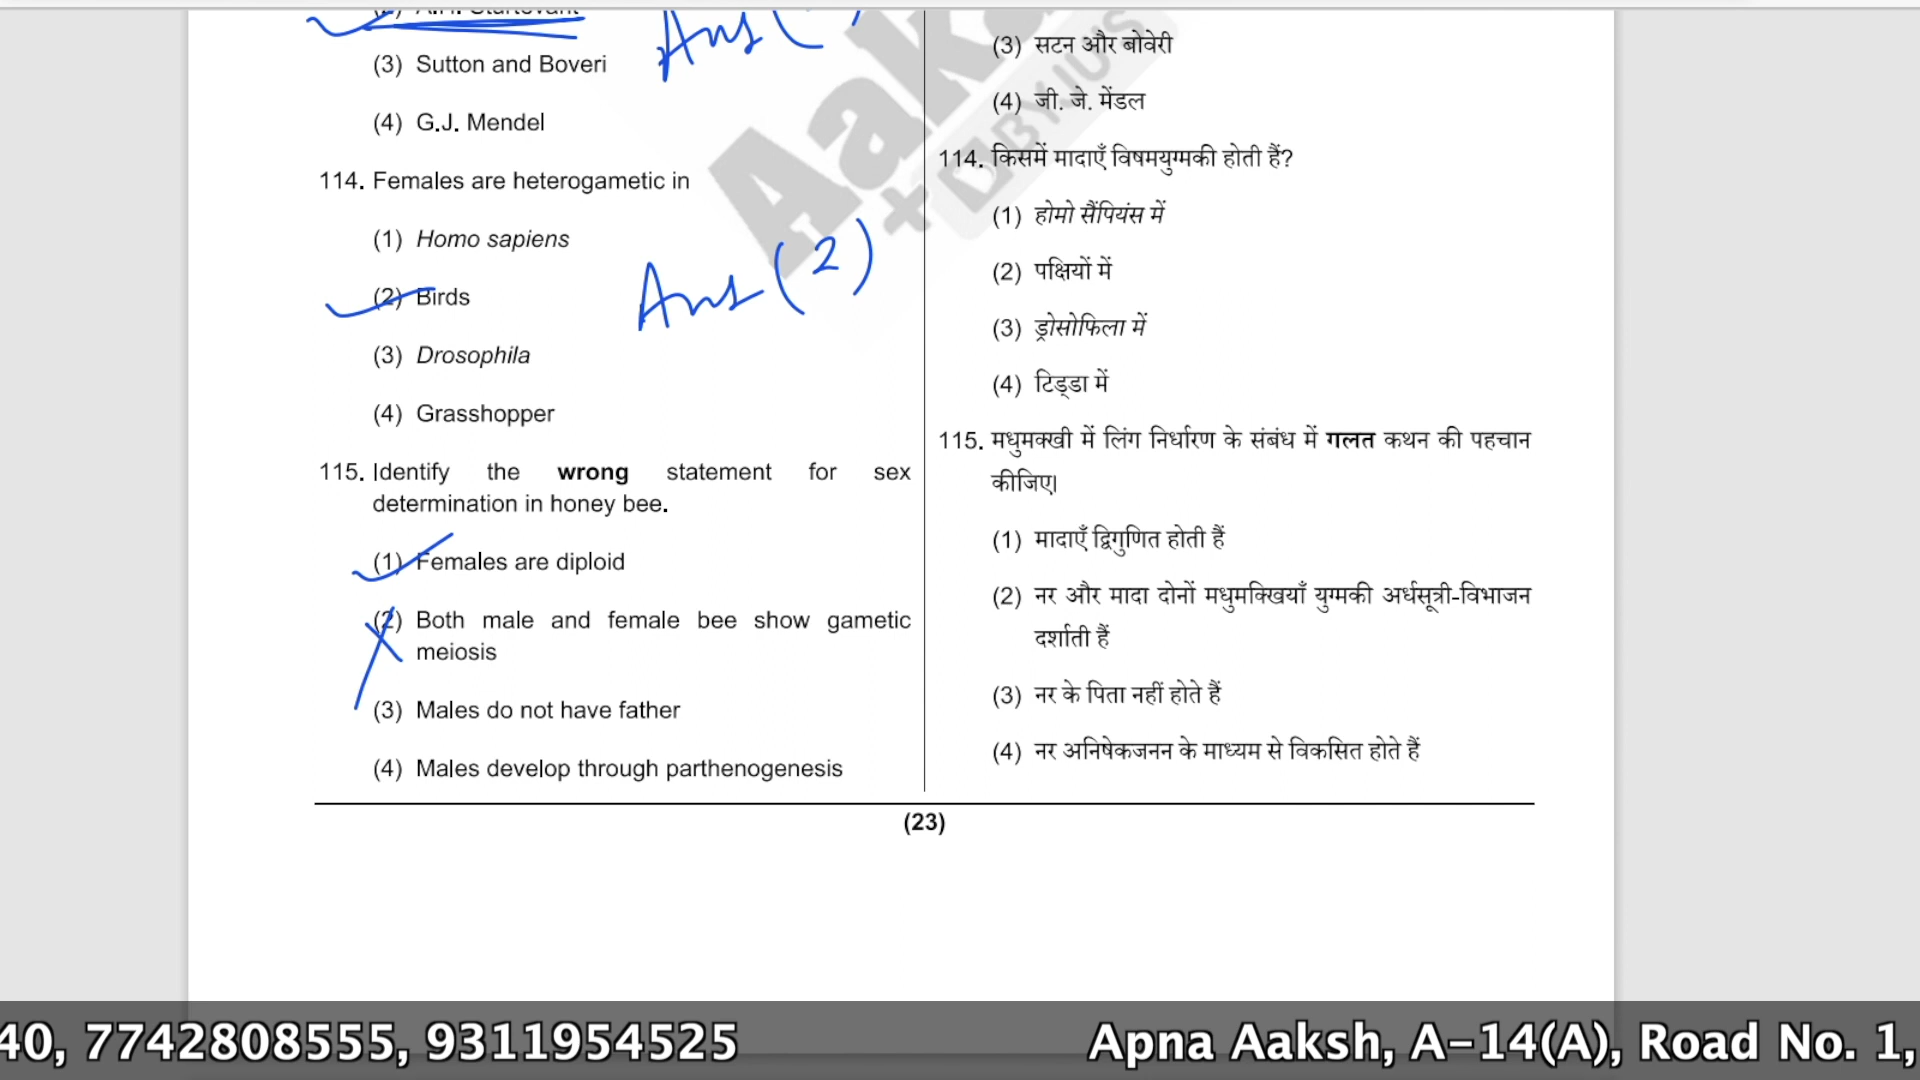 (2) A.H. Sturtevant
Ans (
(3) Sutton and Boveri
(4) G.J. Mendel
114. Females are heterogametic in
(1) Homo sapiens
(2) Birds
Ans (2)
(3) Drosophila
(4) Grasshopper
115. Identify the wrong statement for sex
determination in honey bee.
(1) Females are diploid
(2) Both male and female bee show gametic
meiosis
(3) Males do not have father
(4) Males develop through parthenogenesis
(3) सटन और बोवेरी
(4) जी. जे. मेंडल
114. किसमें मादाएँ विषमयुग्मकी होती हैं?
(1) होमो सैंपियंस में
(2) पक्षियों में
(3) ड्रोसोफिला में
(4) टिड्डा में
115. मधुमक्खी में लिंग निर्धारण के संबंध में गलत कथन की पहचान
कीजिए।
(1) मादाएँ द्विगुणित होती हैं
(2) नर और मादा दोनों मधुमक्खियाँ युग्मकी अर्धसूत्री-विभाजन
दर्शाती हैं
(3) नर के पिता नहीं होते हैं
(4) नर अनिषेकजनन के माध्यम से विकसित होते हैं
(23)
Aaka
BYJU'S
40, 7742808555, 9311954525
Apna Aaksh, A-14(A), Road No. 1,